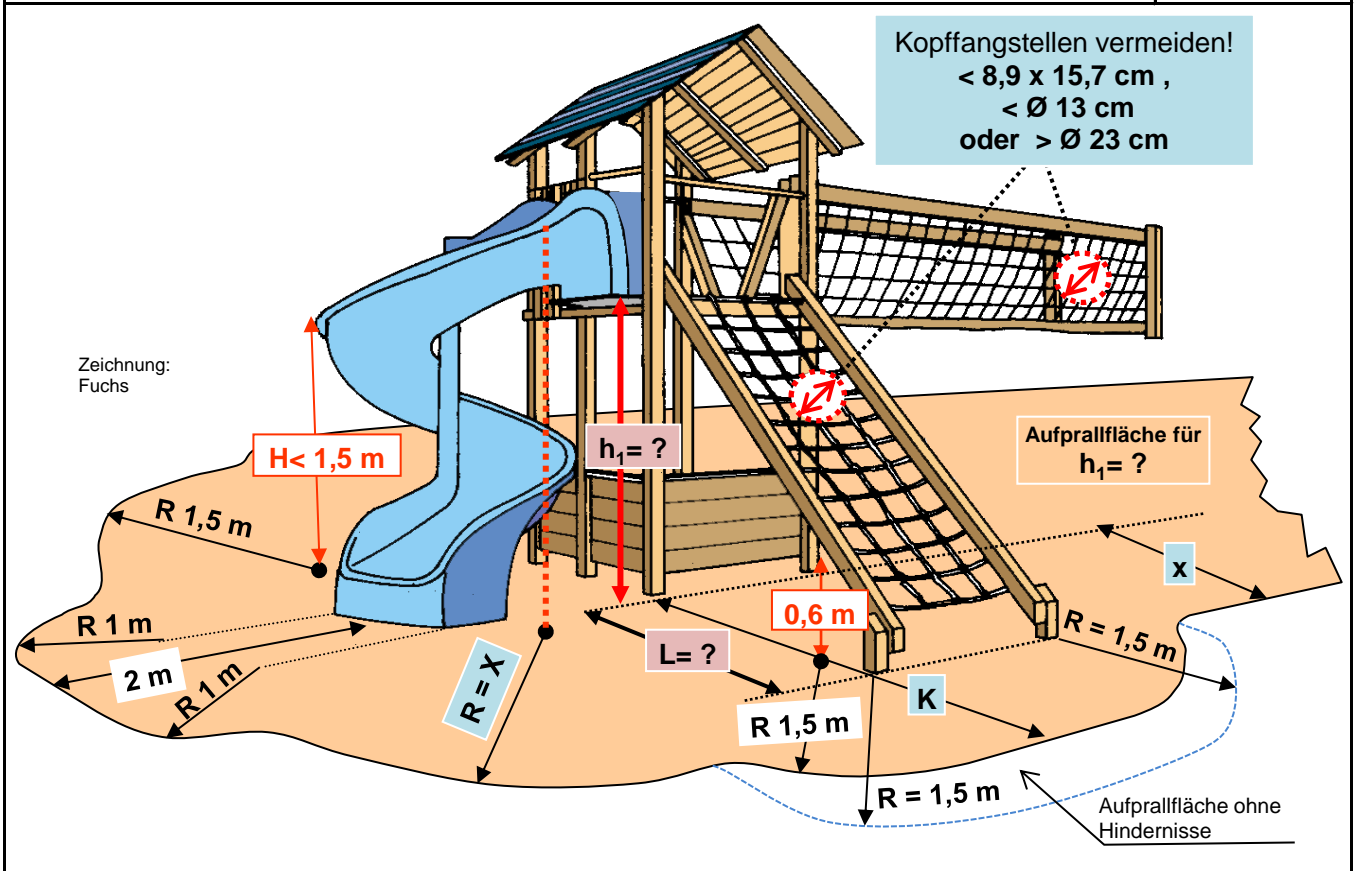 Kopffangstellen vermeiden!
< 8,9 x 15,7 cm ,
< Ø 13 cm
oder > Ø 23 cm
Zeichnung:
Fuchs
H< 1,5 m
h₁= ?
Aufprallfläche für
h₁= ?
R 1,5 m
x
0,6 m
R = 1,5 m
R 1 m
L= ?
2 m
R 1 m
R = X
K
R 1,5 m
R = 1,5 m
Aufprallfläche ohne
Hindernisse